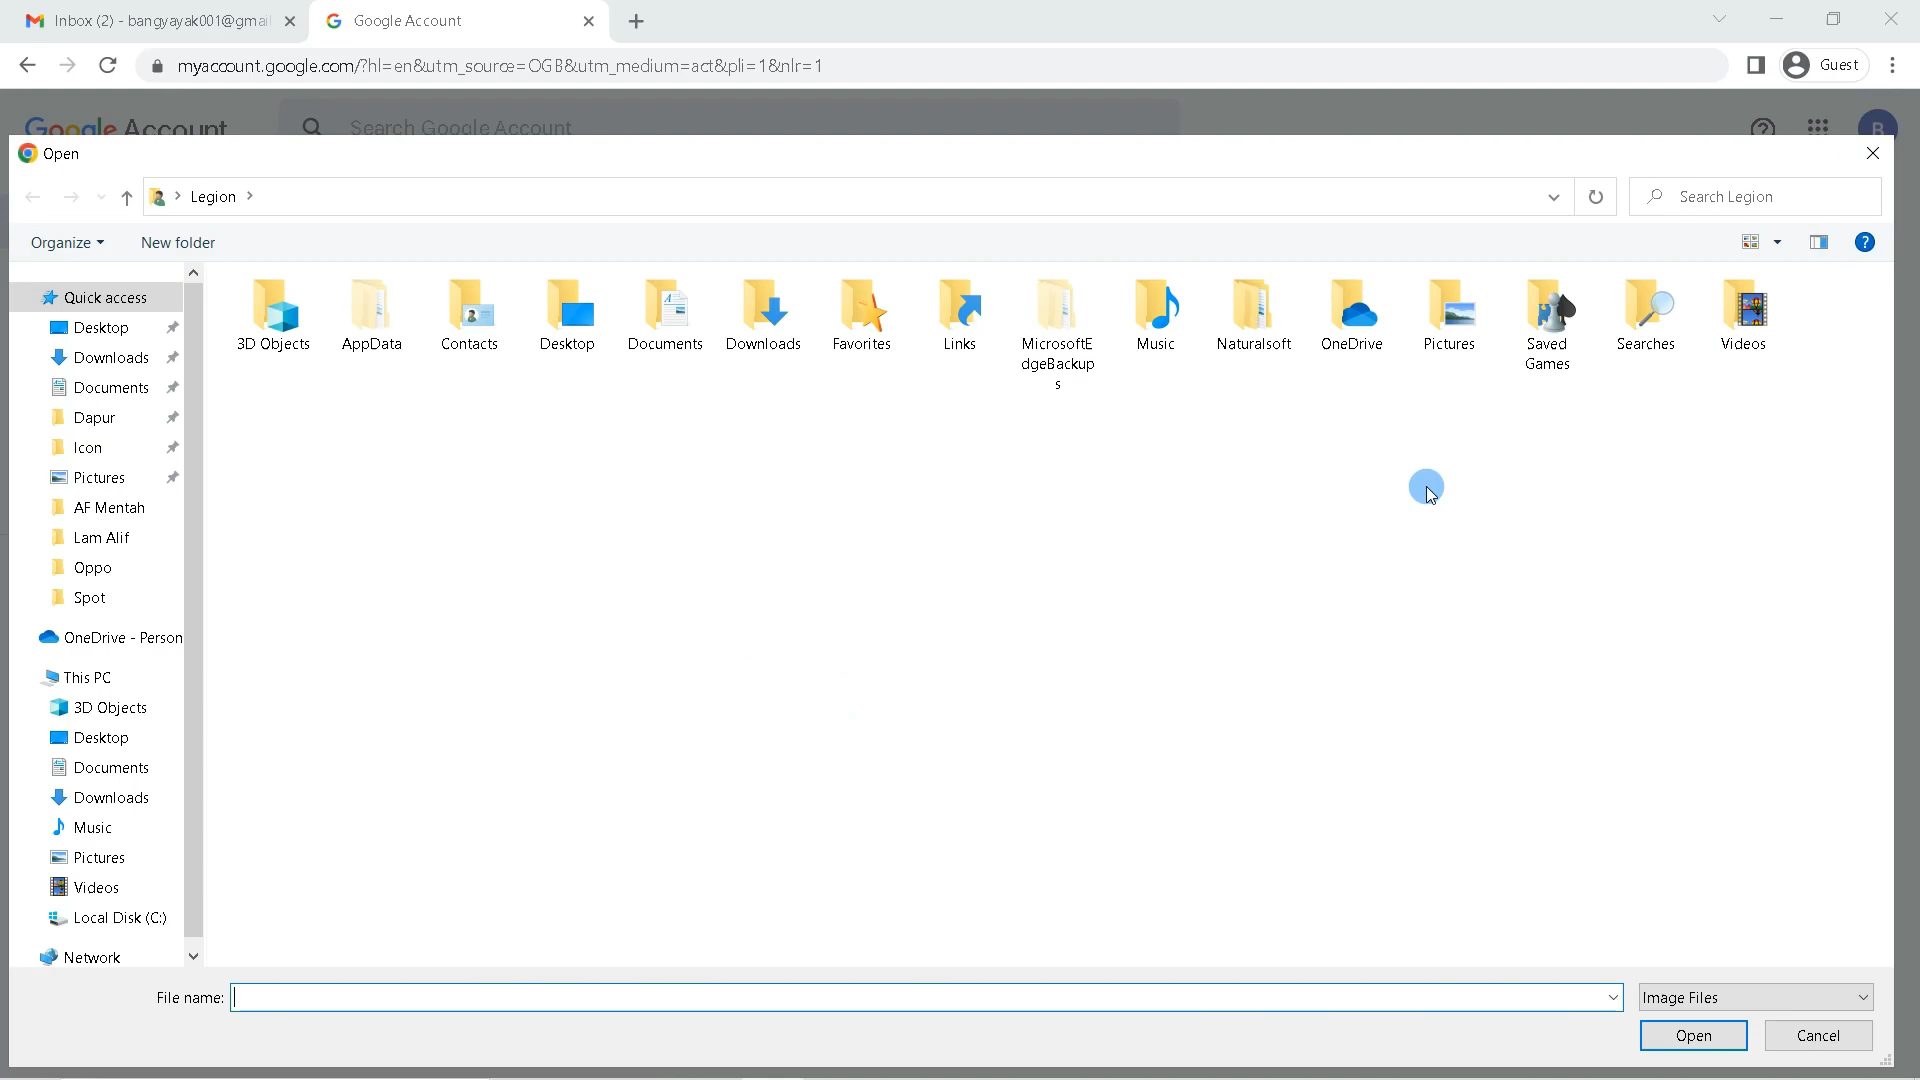 Inbox (2) - bangyayak001@gmai
Google Account
myaccount.google.com/?hl=en&utm_source=OGB&utm_medium=act&pli=1&nlr=1
Guest
Google Account
Search Google Account
B
Open
Legion
Search Legion
Organize
New folder
Quick access
Desktop
Downloads
Documents
Dapur
Icon
Pictures
AF Mentah
Lam Alif
Oppo
Spot
OneDrive - Person
This PC
3D Objects
Desktop
Documents
Downloads
Music
Pictures
Videos
Local Disk (C:)
Network
3D Objects
AppData
Contacts
Desktop
Documents
Downloads
Favorites
Links
MicrosoftE
dgeBackup
s
Music
Naturalsoft
OneDrive
Pictures
Saved
Games
Searches
Videos
File name:
Image Files
Open
Cancel